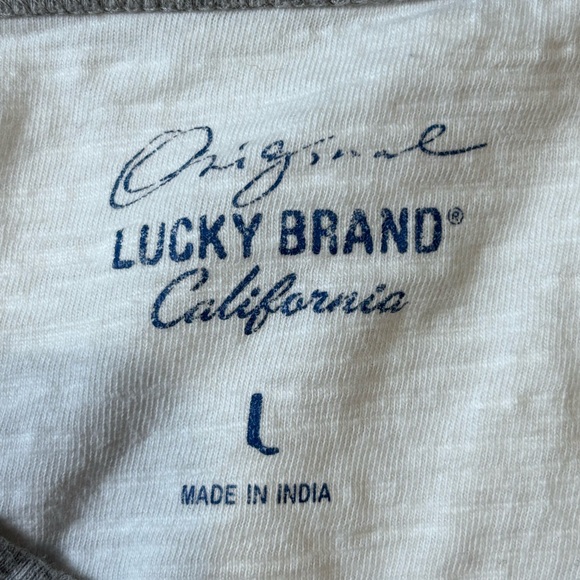 Original
LUCKY BRAND®
California
L
MADE IN INDIA